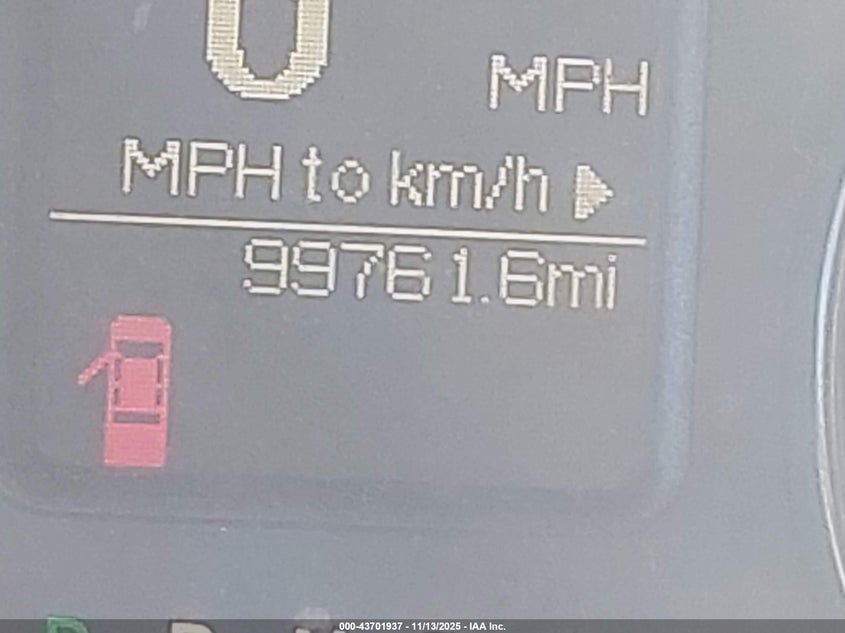 0
MPH
MPH to km/h
99761.6mi
P R N
000-43701937 - 11/13/2025 - IAA Inc.